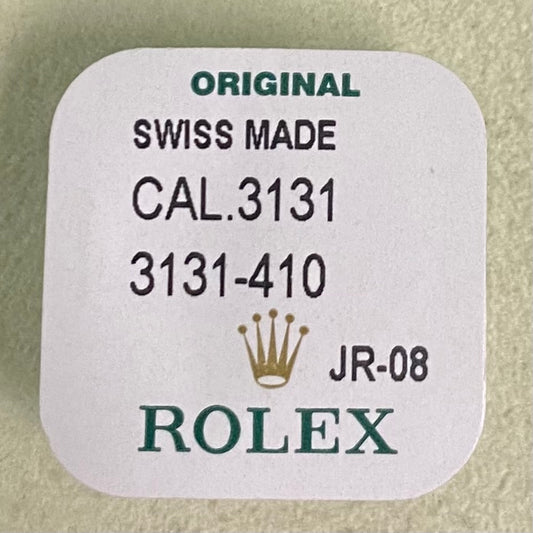 ORIGINAL
SWISS MADE
CAL.3131
3131-410
JR-08
ROLEX